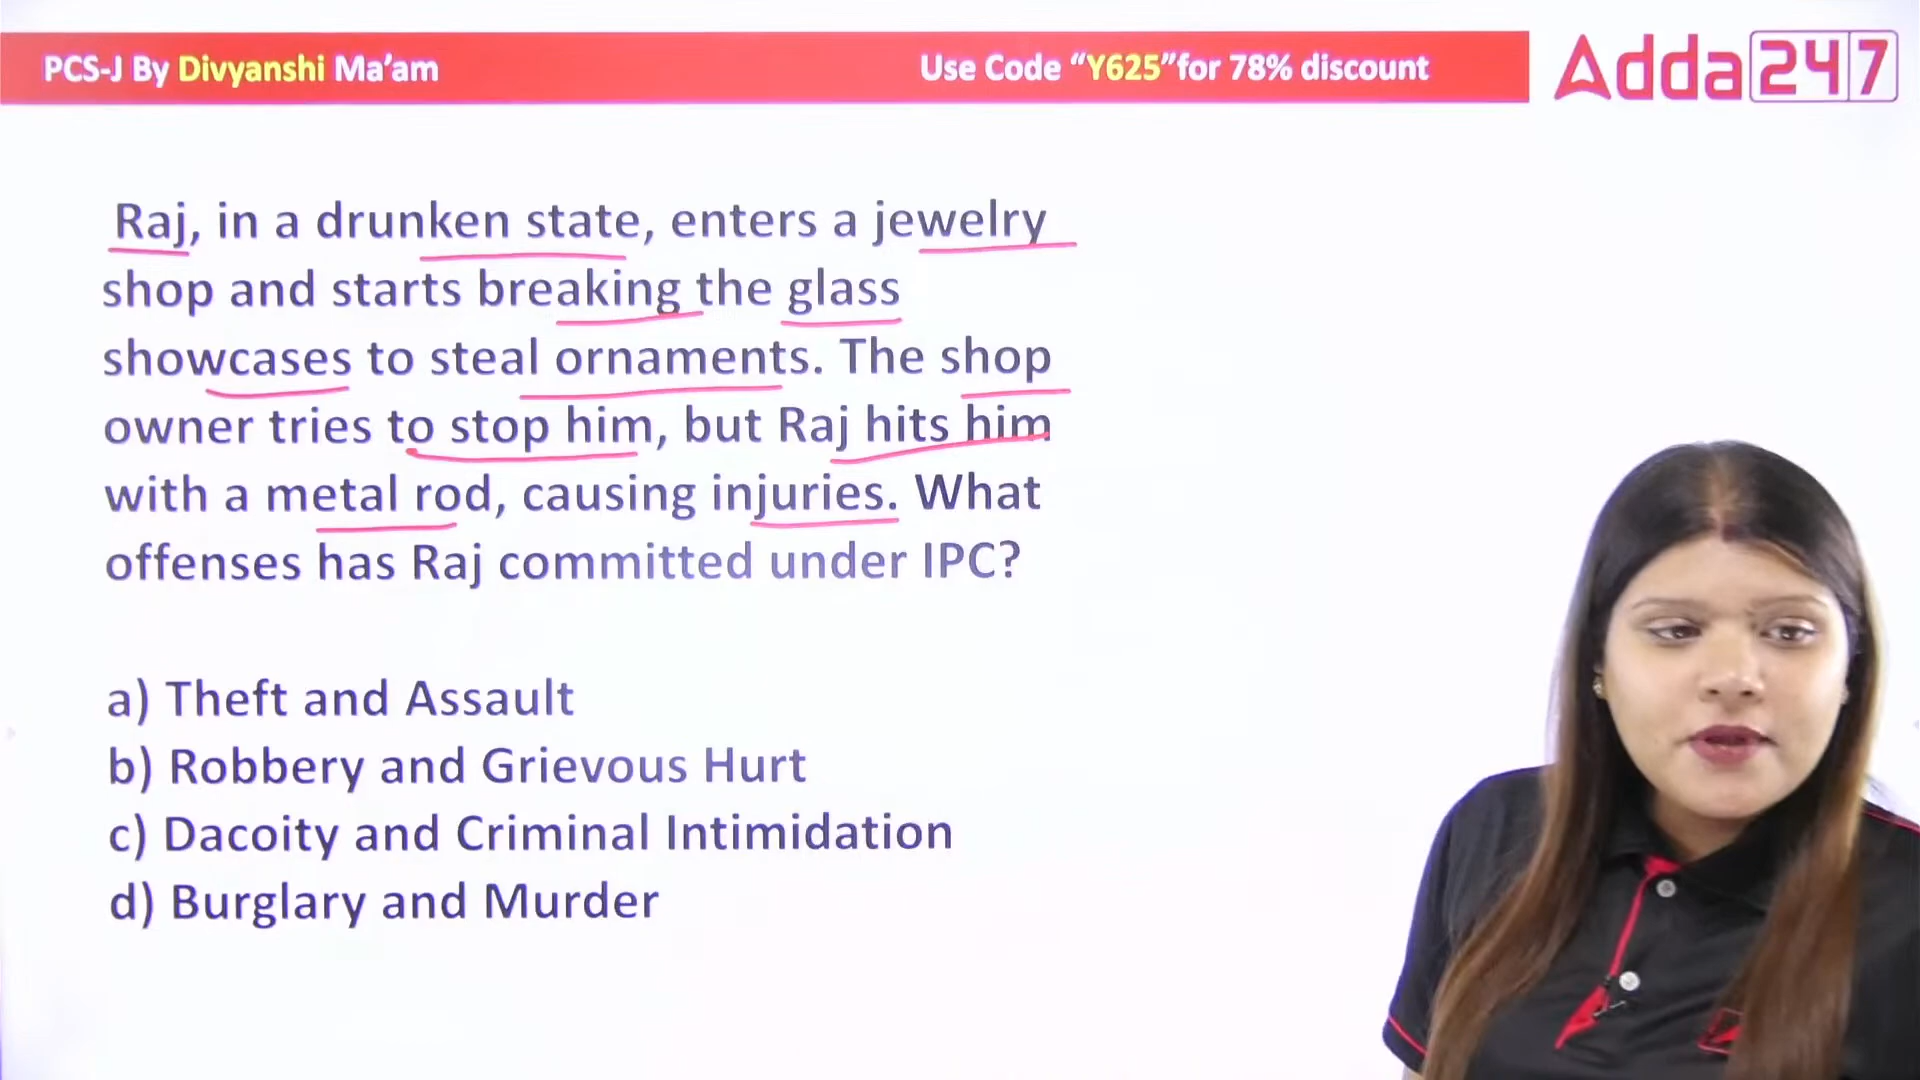 PCS-J By Divyanshi Ma’am
Use Code “Y625”for 78% discount
Adda247
Raj, in a drunken state, enters a jewelry
shop and starts breaking the glass
showcases to steal ornaments. The shop
owner tries to stop him, but Raj hits him
with a metal rod, causing injuries. What
offenses has Raj committed under IPC?
a) Theft and Assault
b) Robbery and Grievous Hurt
c) Dacoity and Criminal Intimidation
d) Burglary and Murder